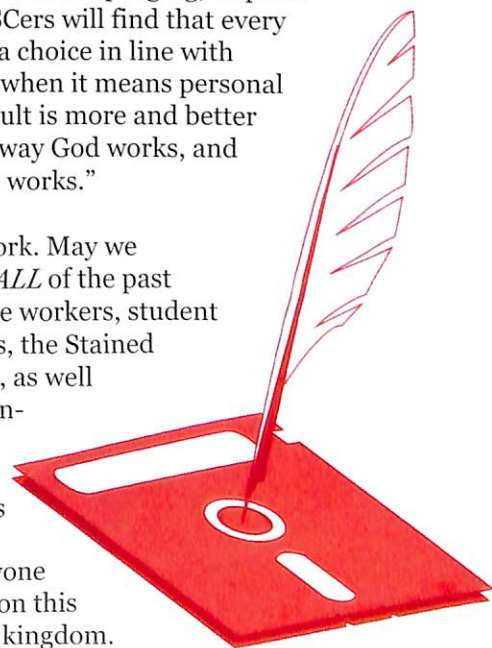 SCers will find that every
a choice in line with
when it means personal
ult is more and better
way God works, and
works.”
ork. May we
ALL of the past
e workers, student
s, the Stained
, as well
n-
s
one
on this
kingdom.